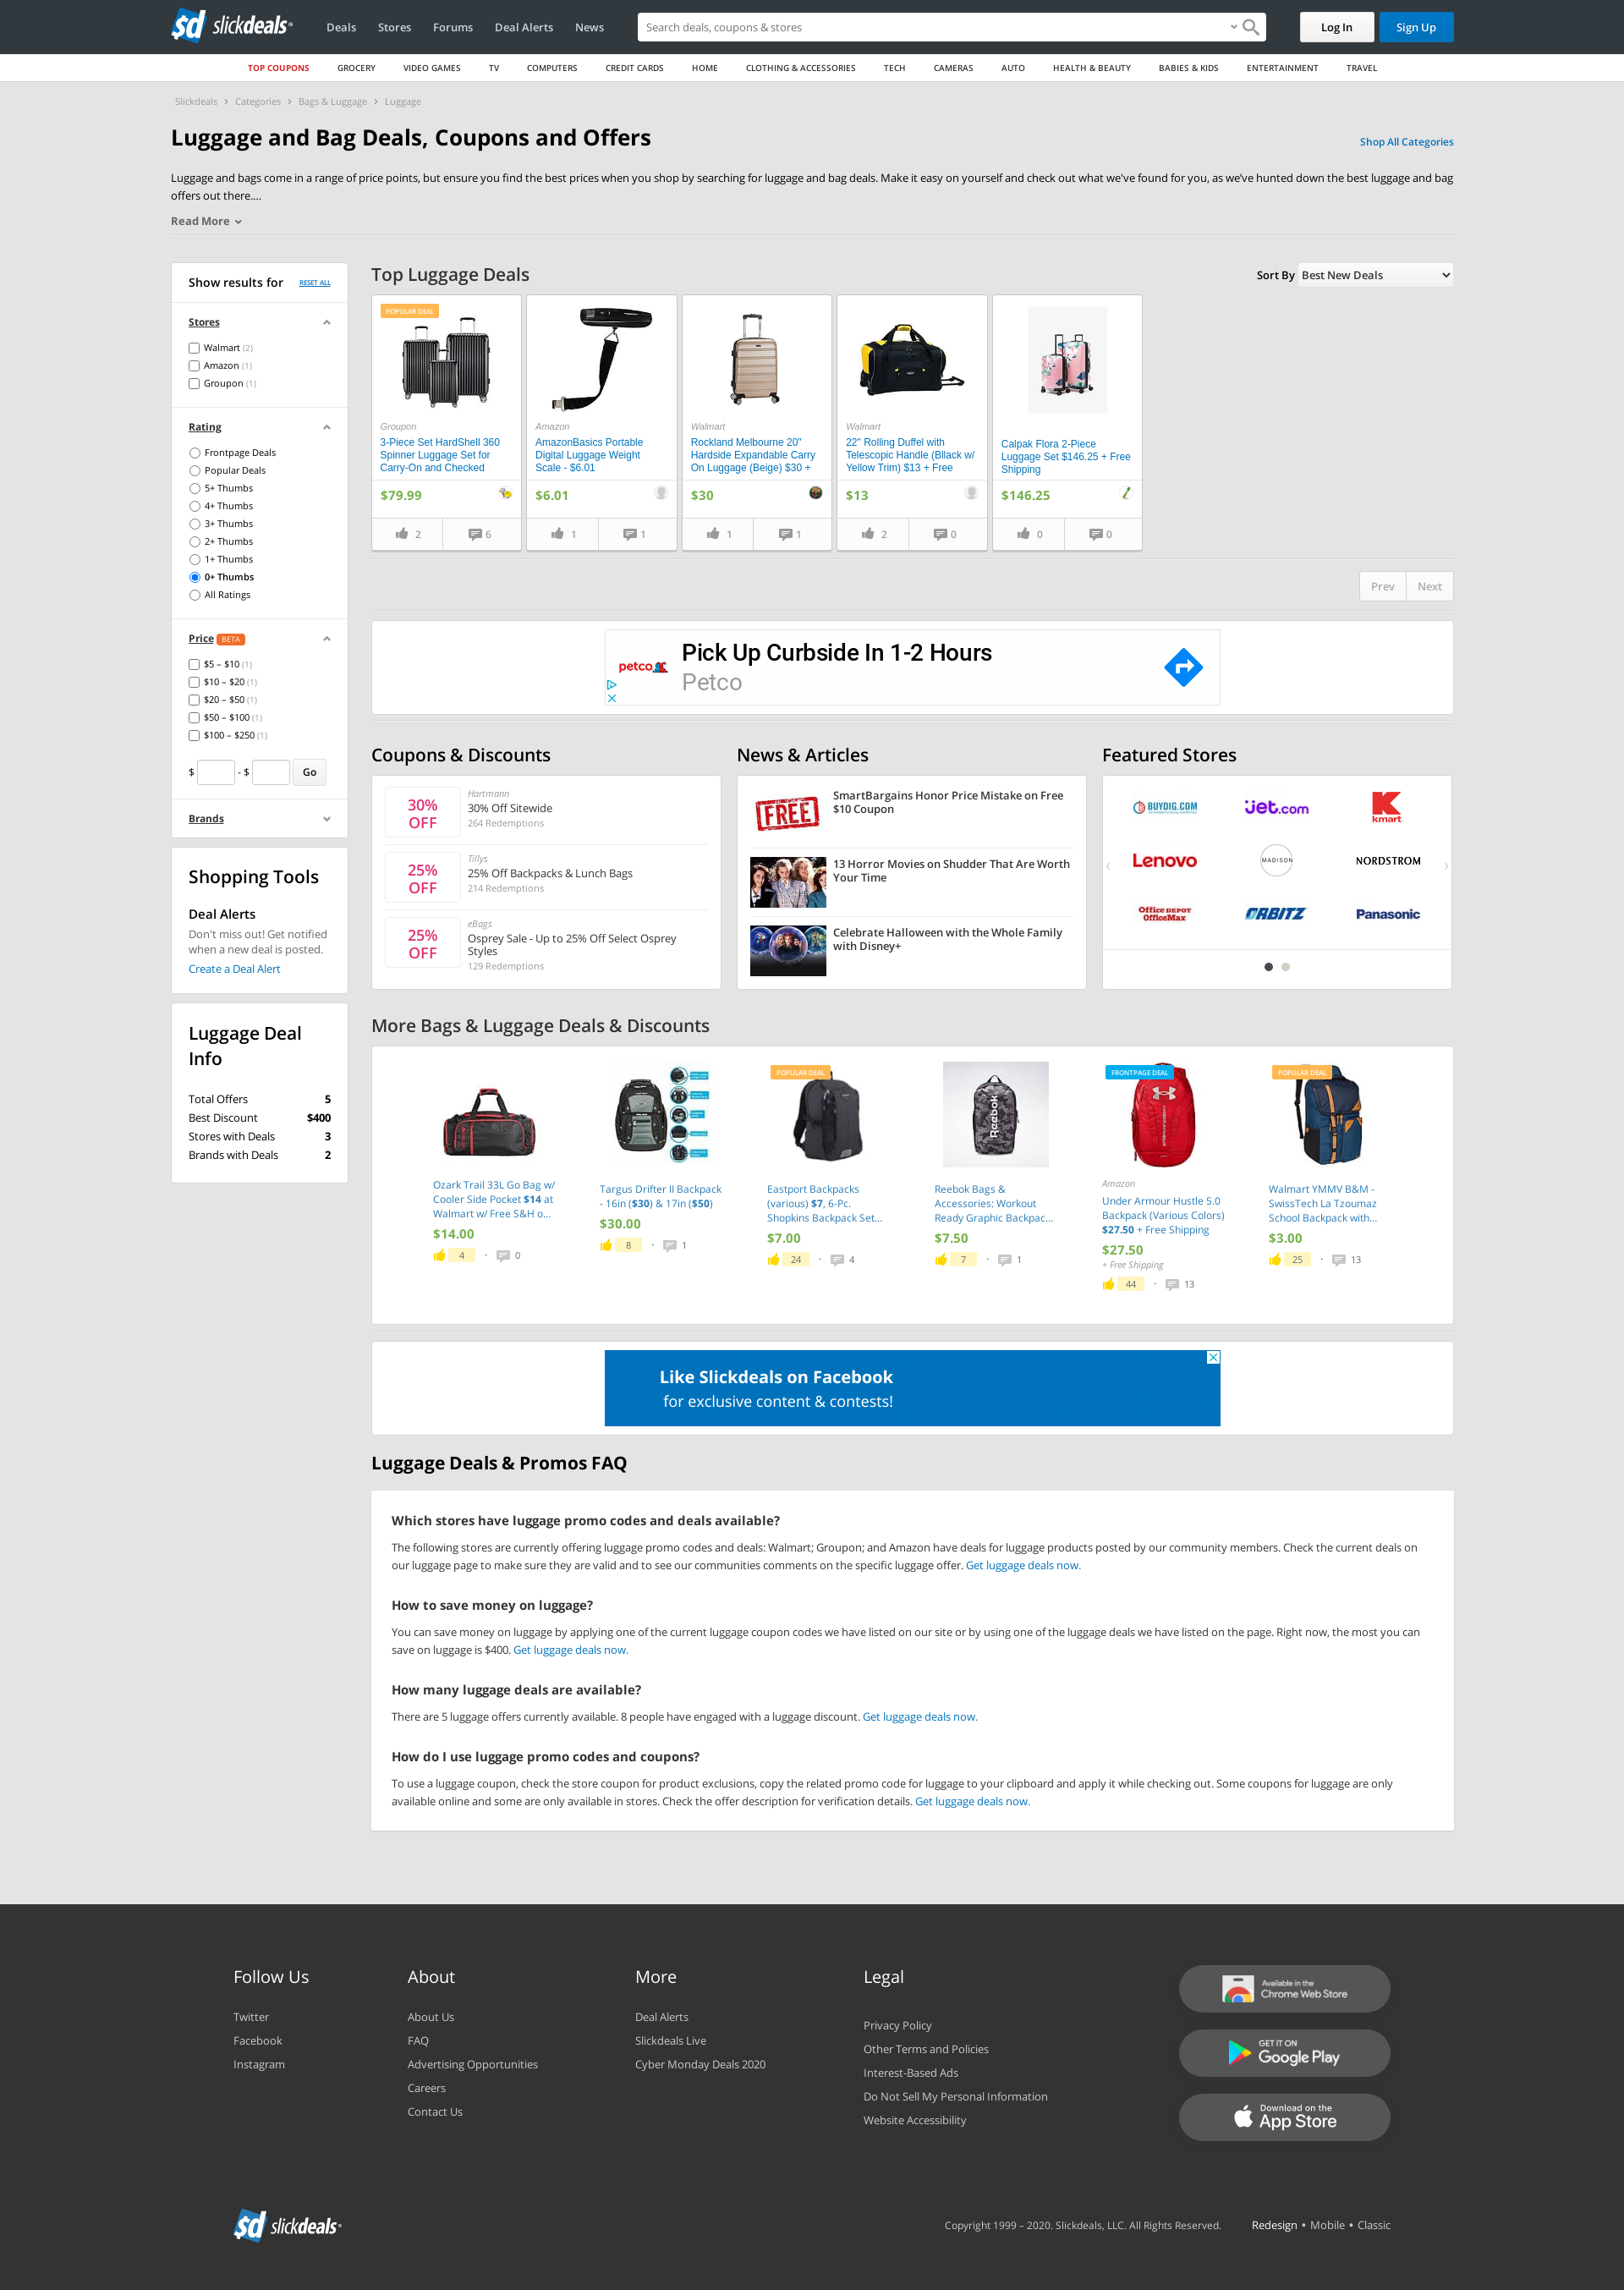 slickdeals
Deals
Stores
Forums
Deal Alerts
News
Search deals, coupons & stores
Log In
Sign Up
TOP COUPONS
GROCERY
VIDEO GAMES
TV
COMPUTERS
CREDIT CARDS
HOME
CLOTHING & ACCESSORIES
TECH
CAMERAS
AUTO
HEALTH & BEAUTY
BABIES & KIDS
ENTERTAINMENT
TRAVEL
Slickdeals › Categories › Bags & Luggage › Luggage
Luggage and Bag Deals, Coupons and Offers
Shop All Categories
Luggage and bags come in a range of price points, but ensure you find the best prices when you shop by searching for luggage and bag deals. Make it easy on yourself and check out what we've found for you, as we’ve hunted down the best luggage and bag
offers out there....
Read More
Show results for
RESET ALL
Stores
Walmart (2)
Amazon (1)
Groupon (1)
Rating
Frontpage Deals
Popular Deals
5+ Thumbs
4+ Thumbs
3+ Thumbs
2+ Thumbs
1+ Thumbs
0+ Thumbs
All Ratings
Price BETA
$5 – $10 (1)
$10 – $20 (1)
$20 – $50 (1)
$50 – $100 (1)
$100 – $250 (1)
$ - $ Go
Brands
Shopping Tools
Deal Alerts
Don't miss out! Get notified
when a new deal is posted.
Create a Deal Alert
Luggage Deal
Info
Total Offers 5
Best Discount $400
Stores with Deals 3
Brands with Deals 2
Top Luggage Deals
Sort By Best New Deals
POPULAR DEAL
Groupon
3-Piece Set HardShell 360
Spinner Luggage Set for
Carry-On and Checked
$79.99
2
6
Amazon
AmazonBasics Portable
Digital Luggage Weight
Scale - $6.01
$6.01
1
1
Walmart
Rockland Melbourne 20"
Hardside Expandable Carry
On Luggage (Beige) $30 +
$30
1
1
Walmart
22" Rolling Duffel with
Telescopic Handle (Bllack w/
Yellow Trim) $13 + Free
$13
2
0
Calpak Flora 2-Piece
Luggage Set $146.25 + Free
Shipping
$146.25
0
0
Prev
Next
petco
Pick Up Curbside In 1-2 Hours
Petco
Coupons & Discounts
30%
OFF
Hartmann
30% Off Sitewide
264 Redemptions
25%
OFF
Tillys
25% Off Backpacks & Lunch Bags
214 Redemptions
25%
OFF
eBags
Osprey Sale - Up to 25% Off Select Osprey
Styles
129 Redemptions
News & Articles
FREE
SmartBargains Honor Price Mistake on Free
$10 Coupon
13 Horror Movies on Shudder That Are Worth
Your Time
Celebrate Halloween with the Whole Family
with Disney+
Featured Stores
BUYDIG.COM
jet.com
kmart
Lenovo
MADISON
NORDSTROM
Office DEPOT
OfficeMax
ORBITZ
Panasonic
More Bags & Luggage Deals & Discounts
Ozark Trail 33L Go Bag w/
Cooler Side Pocket $14 at
Walmart w/ Free S&H o...
$14.00
4 · 0
Targus Drifter II Backpack
- 16in ($30) & 17in ($50)
$30.00
8 · 1
POPULAR DEAL
Eastport Backpacks
(various) $7, 6-Pc.
Shopkins Backpack Set...
$7.00
24 · 4
Reebok
Reebok Bags &
Accessories: Workout
Ready Graphic Backpac...
$7.50
7 · 1
FRONTPAGE DEAL
Amazon
Under Armour Hustle 5.0
Backpack (Various Colors)
$27.50 + Free Shipping
$27.50
+ Free Shipping
44 · 13
POPULAR DEAL
Walmart YMMV B&M -
SwissTech La Tzoumaz
School Backpack with...
$3.00
25 · 13
Like Slickdeals on Facebook
for exclusive content & contests!
Luggage Deals & Promos FAQ
Which stores have luggage promo codes and deals available?
The following stores are currently offering luggage promo codes and deals: Walmart; Groupon; and Amazon have deals for luggage products posted by our community members. Check the current deals on
our luggage page to make sure they are valid and to see our communities comments on the specific luggage offer. Get luggage deals now.
How to save money on luggage?
You can save money on luggage by applying one of the current luggage coupon codes we have listed on our site or by using one of the luggage deals we have listed on the page. Right now, the most you can
save on luggage is $400. Get luggage deals now.
How many luggage deals are available?
There are 5 luggage offers currently available. 8 people have engaged with a luggage discount. Get luggage deals now.
How do I use luggage promo codes and coupons?
To use a luggage coupon, check the store coupon for product exclusions, copy the related promo code for luggage to your clipboard and apply it while checking out. Some coupons for luggage are only
available online and some are only available in stores. Check the offer description for verification details. Get luggage deals now.
Follow Us
Twitter
Facebook
Instagram
About
About Us
FAQ
Advertising Opportunities
Careers
Contact Us
More
Deal Alerts
Slickdeals Live
Cyber Monday Deals 2020
Legal
Privacy Policy
Other Terms and Policies
Interest-Based Ads
Do Not Sell My Personal Information
Website Accessibility
Available in the
Chrome Web Store
GET IT ON
Google Play
Download on the
App Store
slickdeals
Copyright 1999 – 2020. Slickdeals, LLC. All Rights Reserved.
Redesign • Mobile • Classic